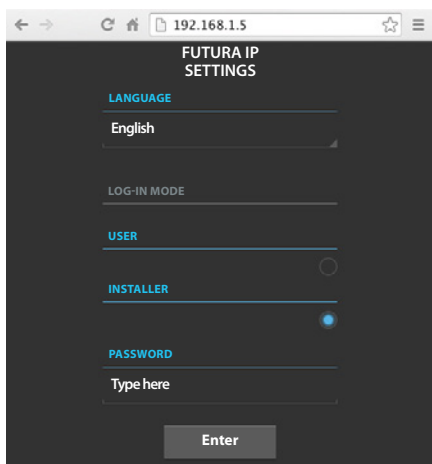 192.168.1.5
FUTURA IP
SETTINGS
LANGUAGE
English
LOG-IN MODE
USER
INSTALLER
PASSWORD
Type here
Enter